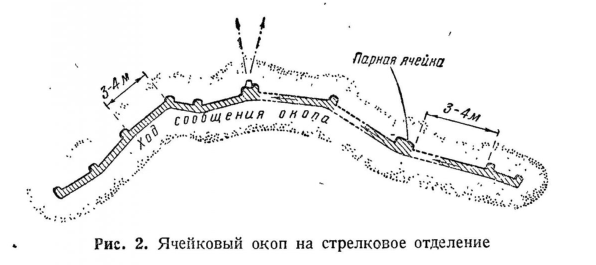 3-4м
Парная ячейка
3-4м
Ход сообщения окопа
Рис. 2. Ячейковый окоп на стрелковое отделение